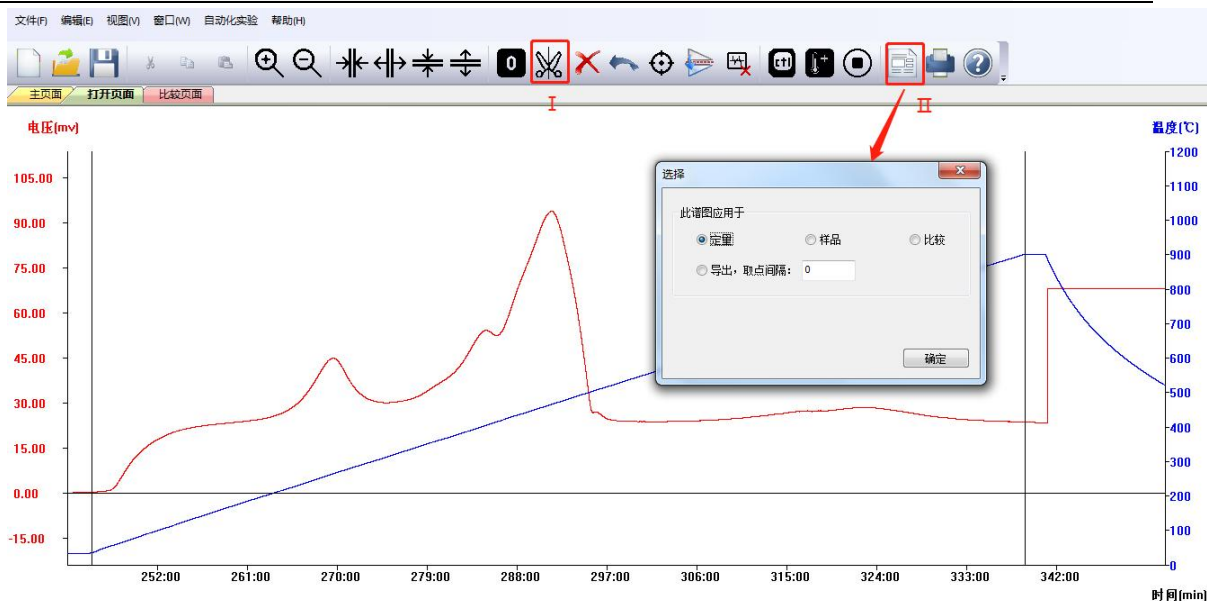 文件(F) 编辑(E) 视图(V) 窗口(W) 自动化实验 帮助(H)
0 ctl
主页面 打开页面 比较页面
I
II
电压(mv)
温度(℃)
105.00
90.00
75.00
60.00
45.00
30.00
15.00
0.00
-15.00
选择
此谱图应用于
定量 样品 比较
导出，取点间隔： 0
确定
1200
1100
1000
900
800
700
600
500
400
300
200
100
0
252:00 261:00 270:00 279:00 288:00 297:00 306:00 315:00 324:00 333:00 342:00
时间(min)